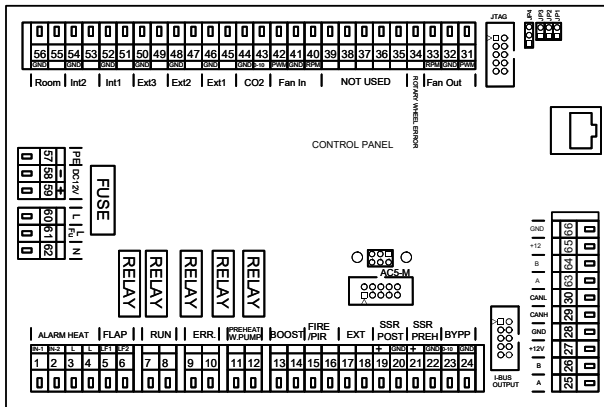 JTAG
JP4
JP3
JP2
JP1
56 55 54 53 52 51 50 49 48 47 46 45 44 43 42 41 40 39 38 37 36 35 34 33 32 31
GND GND GND GND GND GND GND 0-10 PWM GND RPM RPM GND PWM
Room Int2 Int1 Ext3 Ext2 Ext1 CO2 Fan In NOT USED ROTARY WHEEL ERROR Fan Out
CONTROL PANEL
57 PE
58 -
59 +
DC12V
FUSE
60 L
61 L
Fu
62 N
RELAY RELAY RELAY RELAY RELAY
AC5-M
GND 66
+12 65
B 64
A 63
CANL 30
CANH 29
GND 28
+12V 27
B 26
A 25
I-BUS
OUTPUT
ALARM HEAT FLAP RUN ERR. PREHEAT/W.PUMP BOOST FIRE/PIR EXT SSR POST SSR PREH BYPP
IN-1 IN-2 L L LF1 LF2 + GND + GND 0-10 GND
1 2 3 4 5 6 7 8 9 10 11 12 13 14 15 16 17 18 19 20 21 22 23 24